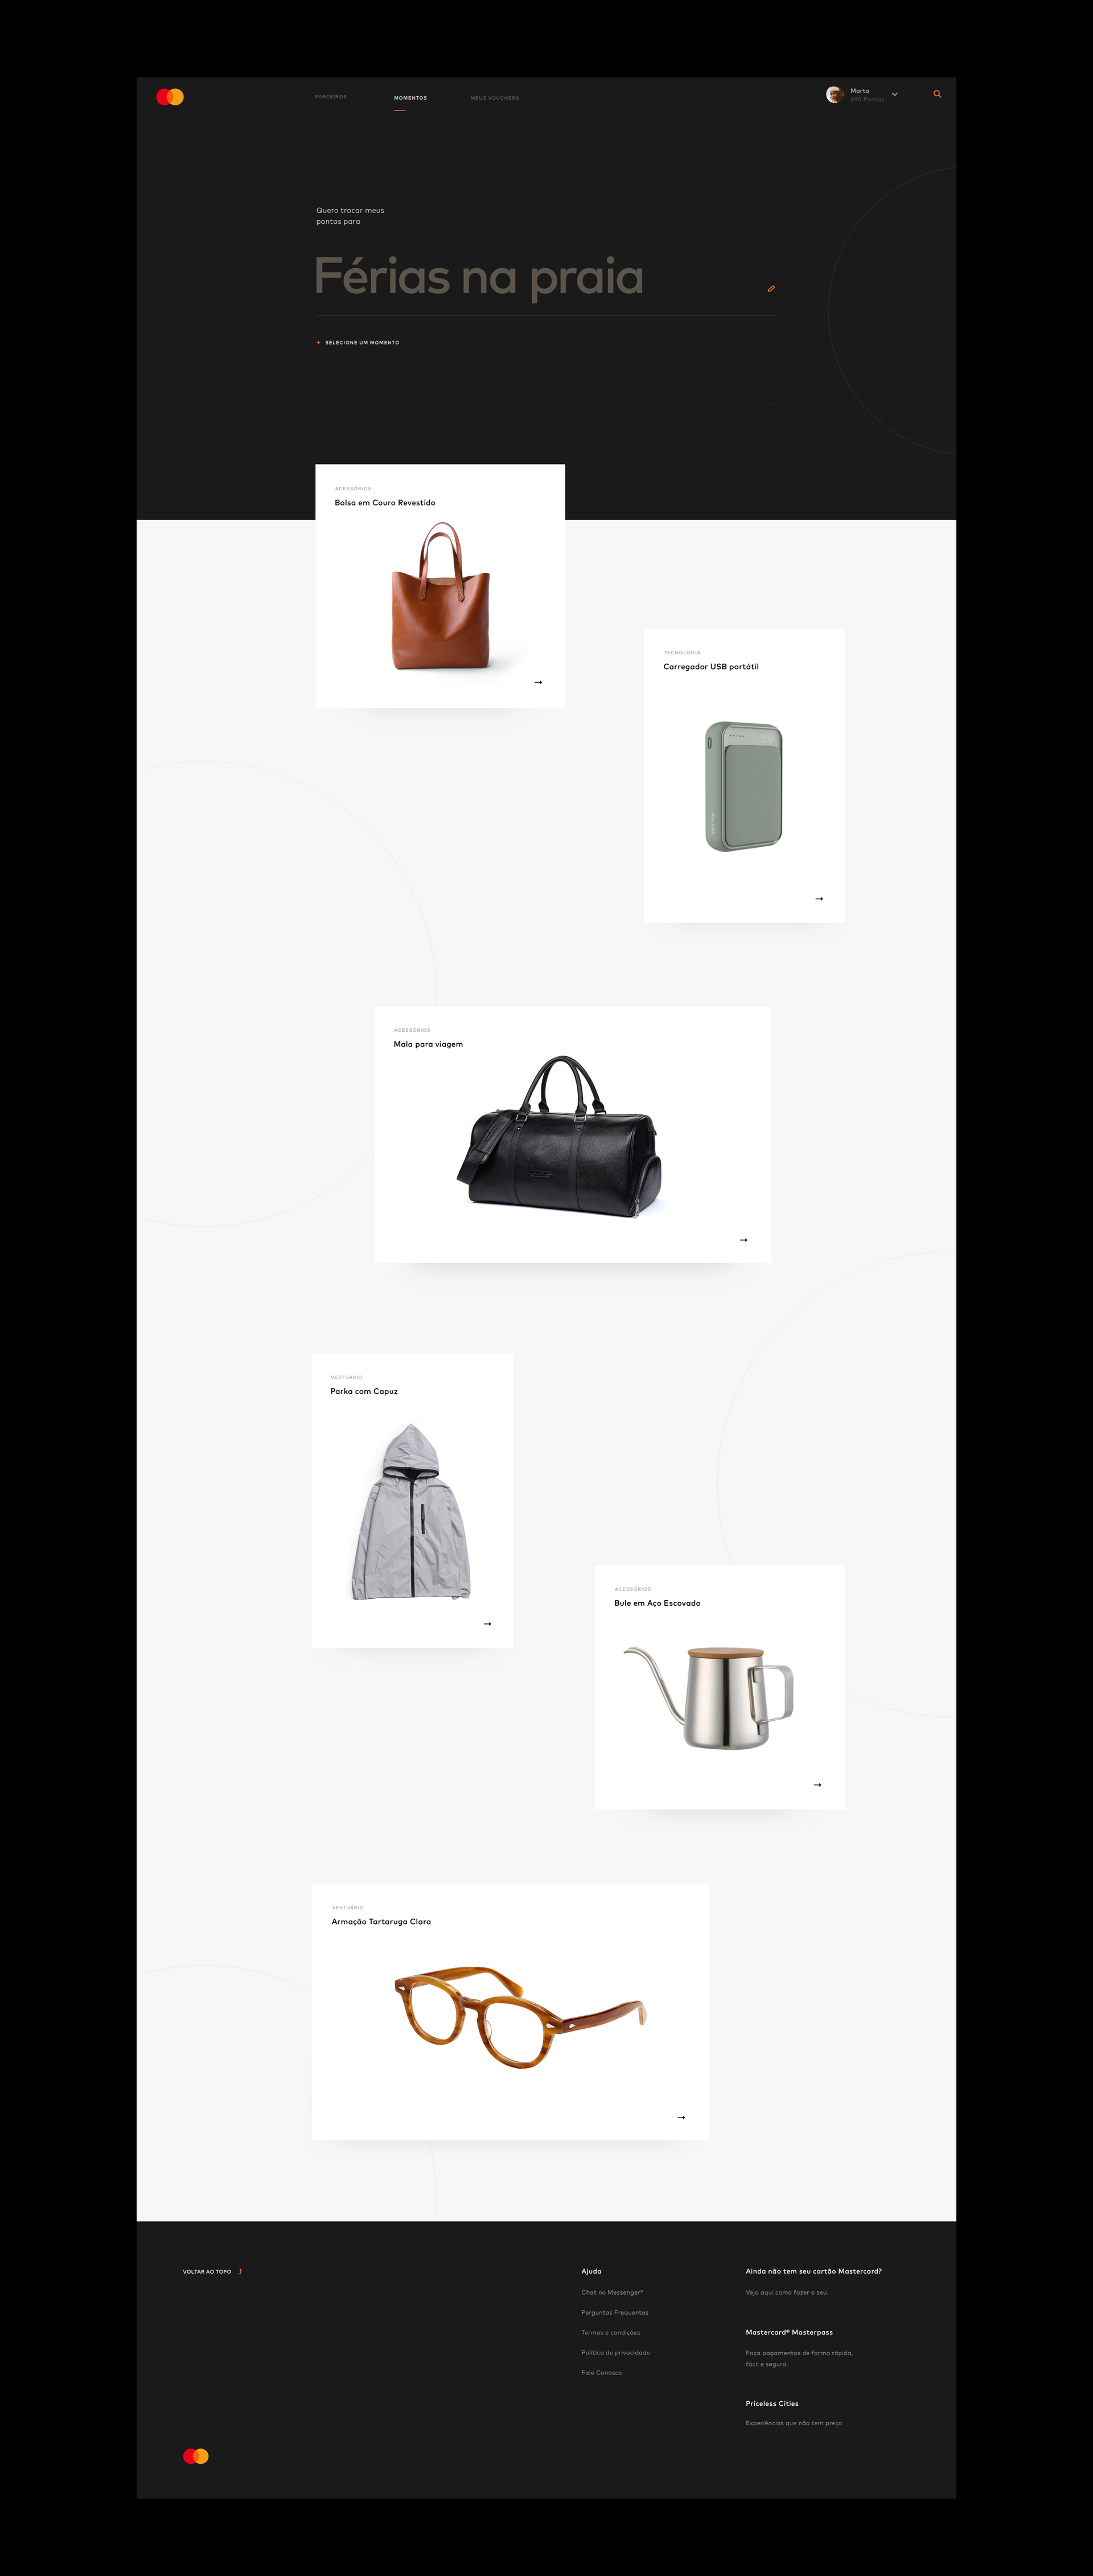 PARCEIROS
MOMENTOS
MEUS VOUCHERS
Marta
690 Pontos
Quero trocar meus
pontos para
Férias na praia
+ SELECIONE UM MOMENTO
ACESSÓRIOS
Bolsa em Couro Revestido
TECNOLOGIA
Carregador USB portátil
ACESSÓRIOS
Mala para viagem
VESTUÁRIO
Parka com Capuz
ACESSÓRIOS
Bule em Aço Escovado
VESTUÁRIO
Armação Tartaruga Clara
VOLTAR AO TOPO
Ajuda
Chat no Messenger®
Perguntas Frequentes
Termos e condições
Política de privacidade
Fale Conosco
Ainda não tem seu cartão Mastercard?
Veja aqui como fazer o seu.
Mastercard® Masterpass
Faça pagamentos de forma rápida,
fácil e segura.
Priceless Cities
Experiências que não tem preço